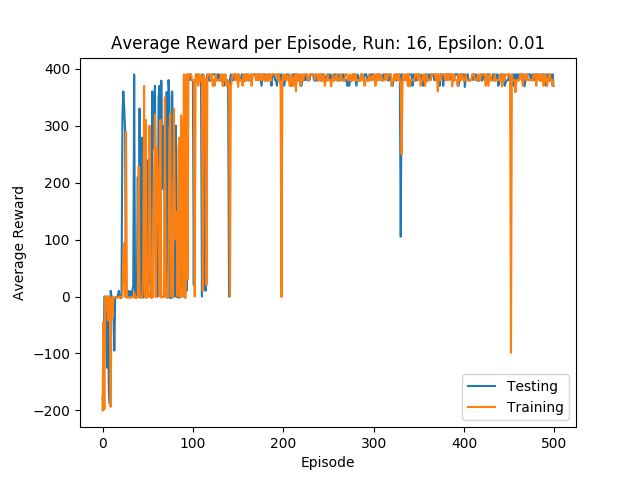 Average Reward per Episode, Run: 16, Epsilon: 0.01
400
300
200
100
0
−100
−200
Average Reward
0
100
200
300
400
500
Episode
Testing
Training